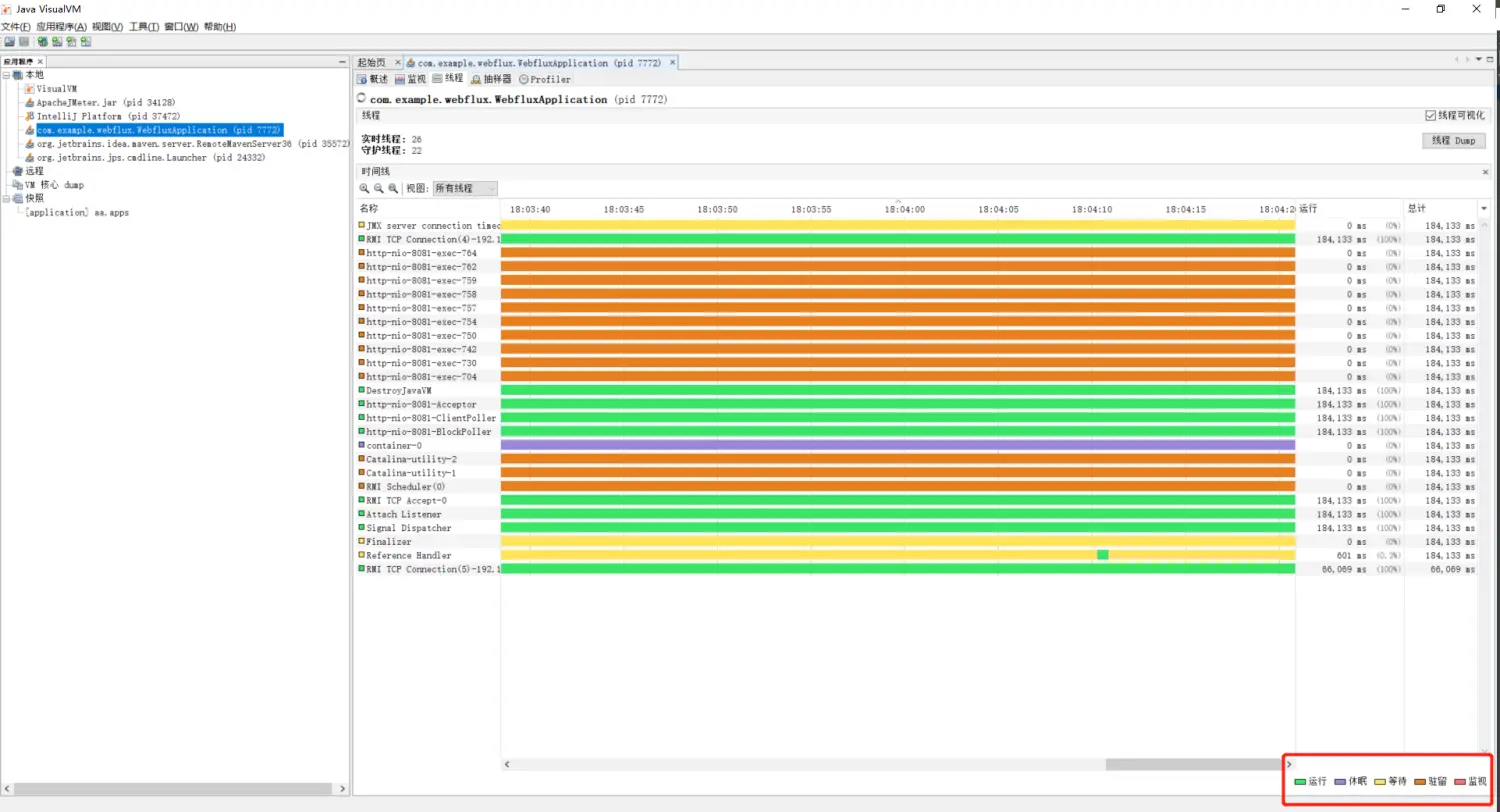 Java VisualVM
文件(F) 应用程序(A) 视图(V) 工具(T) 窗口(W) 帮助(H)
应用程序
本地
VisualVM
ApacheJMeter.jar (pid 34128)
IntelliJ Platform (pid 37472)
com.example.webflux.WebfluxApplication (pid 7772)
org.jetbrains.idea.maven.server.RemoteMavenServer36 (pid 35572)
org.jetbrains.jps.cmdline.Launcher (pid 24332)
远程
VM 核心 dump
快照
[application] aa.apps
起始页 com.example.webflux.WebfluxApplication (pid 7772)
概述 监视 线程 抽样器 Profiler
com.example.webflux.WebfluxApplication (pid 7772)
线程 线程可视化
实时线程: 26
守护线程: 22
线程 Dump
时间线
视图: 所有线程
名称 18:03:40 18:03:45 18:03:50 18:03:55 18:04:00 18:04:05 18:04:10 18:04:15 18:04:2 运行 总计
JMX server connection timeo 0 ms (0%) 184,133 ms
RMI TCP Connection(4)-192.1 184,133 ms (100%) 184,133 ms
http-nio-8081-exec-764 0 ms (0%) 184,133 ms
http-nio-8081-exec-762 0 ms (0%) 184,133 ms
http-nio-8081-exec-759 0 ms (0%) 184,133 ms
http-nio-8081-exec-758 0 ms (0%) 184,133 ms
http-nio-8081-exec-757 0 ms (0%) 184,133 ms
http-nio-8081-exec-754 0 ms (0%) 184,133 ms
http-nio-8081-exec-750 0 ms (0%) 184,133 ms
http-nio-8081-exec-742 0 ms (0%) 184,133 ms
http-nio-8081-exec-730 0 ms (0%) 184,133 ms
http-nio-8081-exec-704 0 ms (0%) 184,133 ms
DestroyJavaVM 184,133 ms (100%) 184,133 ms
http-nio-8081-Acceptor 184,133 ms (100%) 184,133 ms
http-nio-8081-ClientPoller 184,133 ms (100%) 184,133 ms
http-nio-8081-BlockPoller 184,133 ms (100%) 184,133 ms
container-0 0 ms (0%) 184,133 ms
Catalina-utility-2 0 ms (0%) 184,133 ms
Catalina-utility-1 0 ms (0%) 184,133 ms
RMI Scheduler(0) 0 ms (0%) 184,133 ms
RMI TCP Accept-0 184,133 ms (100%) 184,133 ms
Attach Listener 184,133 ms (100%) 184,133 ms
Signal Dispatcher 184,133 ms (100%) 184,133 ms
Finalizer 0 ms (0%) 184,133 ms
Reference Handler 601 ms (0.3%) 184,133 ms
RMI TCP Connection(5)-192.1 66,069 ms (100%) 66,069 ms
运行 休眠 等待 驻留 监视